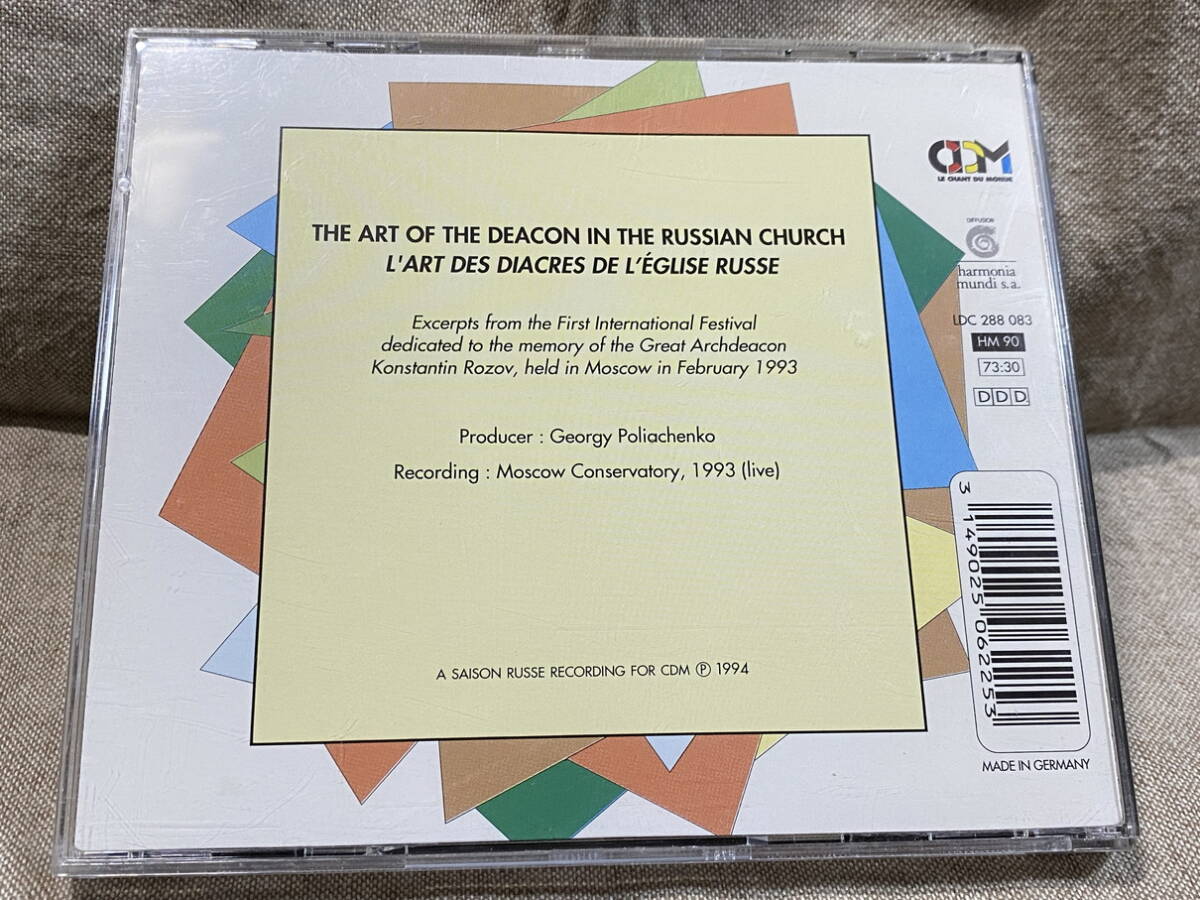 THE ART OF THE DEACON IN THE RUSSIAN CHURCH
L'ART DES DIACRES DE L'ÉGLISE RUSSE
Excerpts from the First International Festival
dedicated to the memory of the Great Archdeacon
Konstantin Rozov, held in Moscow in February 1993
Producer : Georgy Poliachenko
Recording : Moscow Conservatory, 1993 (live)
A SAISON RUSSE RECORDING FOR CDM Ⓟ 1994
CDM
LE CHANT DU MONDE
DIFFUSION
harmonia
mundi s.a.
LDC 288 083
HM 90
73:30
DDD
3 149025 062253
MADE IN GERMANY